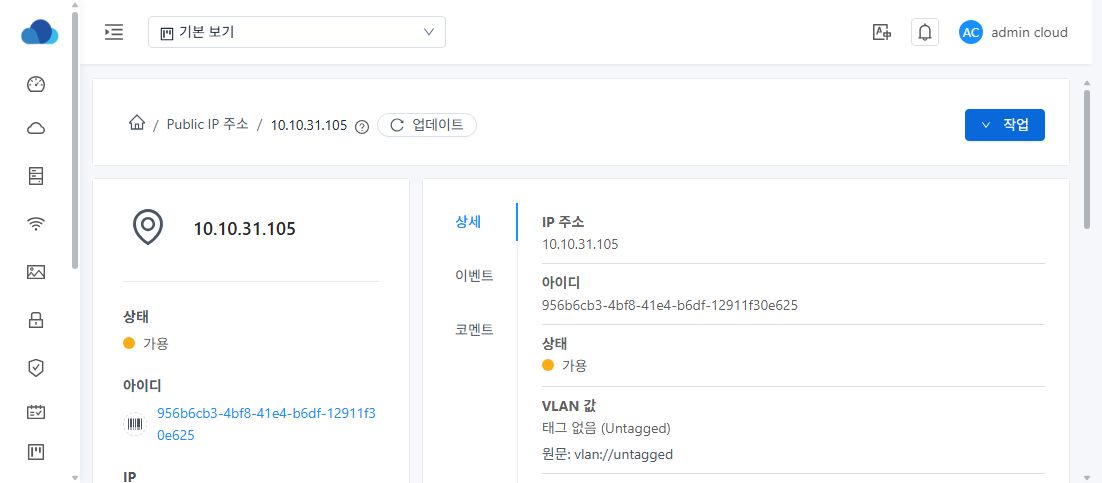 기본 보기
AC admin cloud
/ Public IP 주소 / 10.10.31.105 업데이트
작업
10.10.31.105
상태
가용
아이디
956b6cb3-4bf8-41e4-b6df-12911f3
0e625
IP
상세
이벤트
코멘트
IP 주소
10.10.31.105
아이디
956b6cb3-4bf8-41e4-b6df-12911f30e625
상태
가용
VLAN 값
태그 없음 (Untagged)
원문: vlan://untagged